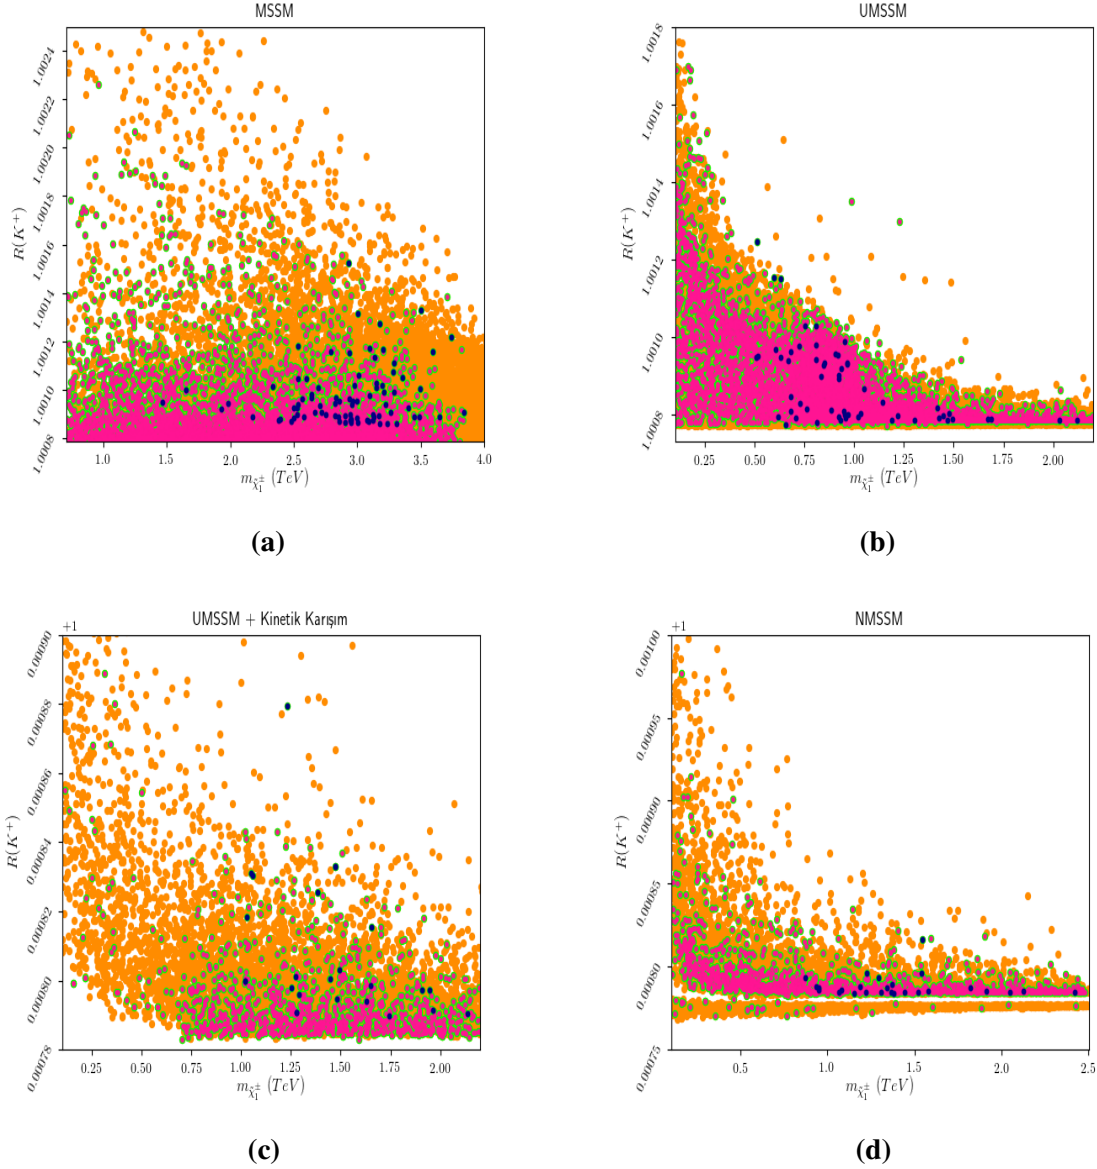 MSSM
1.0024
1.0022
1.0020
1.0018
1.0016
1.0014
1.0012
1.0010
1.0008
R(K⁺)
1.0 1.5 2.0 2.5 3.0 3.5 4.0
m_{χ̃₁^±} (TeV)
(a)
UMSSM
1.0018
1.0016
1.0014
1.0012
1.0010
1.0008
R(K⁺)
0.25 0.50 0.75 1.00 1.25 1.50 1.75 2.00
m_{χ̃₁^±} (TeV)
(b)
UMSSM + Kinetik Karışım
+1
0.00090
0.00088
0.00086
0.00084
0.00082
0.00080
0.00078
R(K⁺)
0.25 0.50 0.75 1.00 1.25 1.50 1.75 2.00
m_{χ̃₁^±} (TeV)
(c)
NMSSM
+1
0.00100
0.00095
0.00090
0.00085
0.00080
0.00075
R(K⁺)
0.5 1.0 1.5 2.0 2.5
m_{χ̃₁^±} (TeV)
(d)